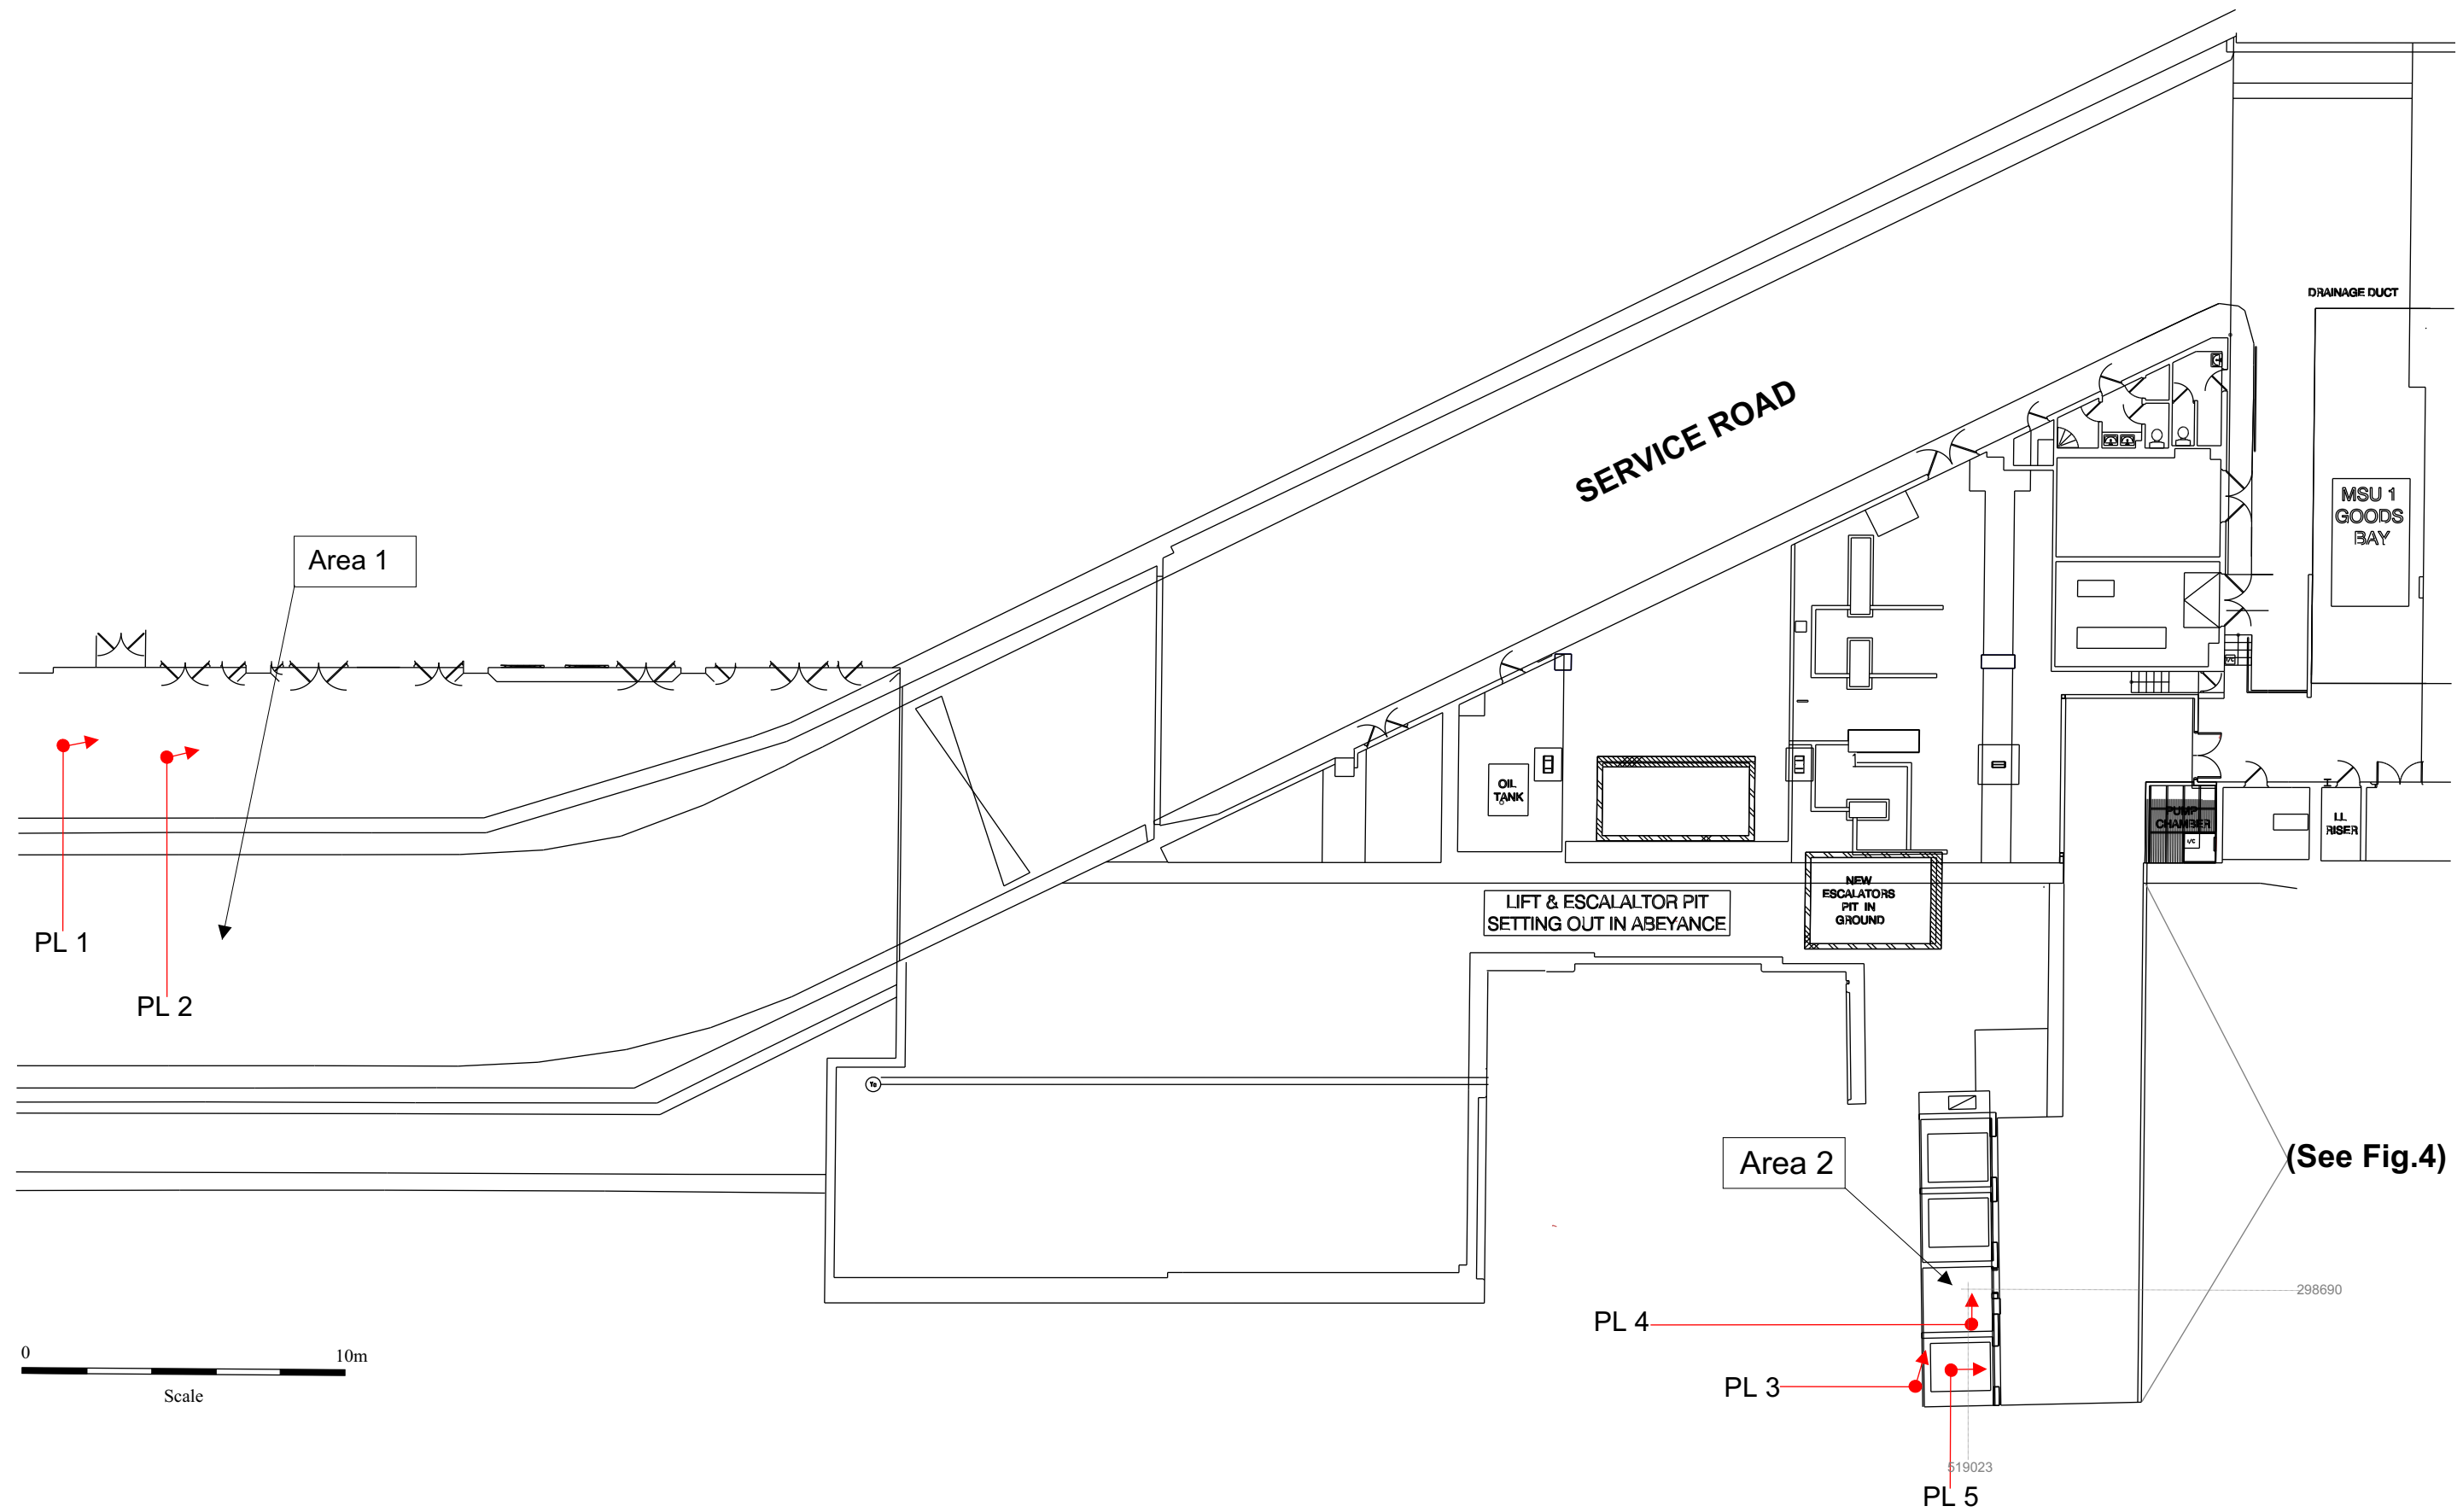 DRAINAGE DUCT
SERVICE ROAD
MSU 1
GOODS
BAY
Area 1
OIL
TANK
PUMP
CHAMBER
I.L
RISER
NEW
ESCALATORS
PIT IN
GROUND
LIFT & ESCALALTOR PIT
SETTING OUT IN ABEYANCE
PL 1
PL 2
Area 2
(See Fig.4)
298690
PL 4
PL 3
0
10m
Scale
519023
PL 5